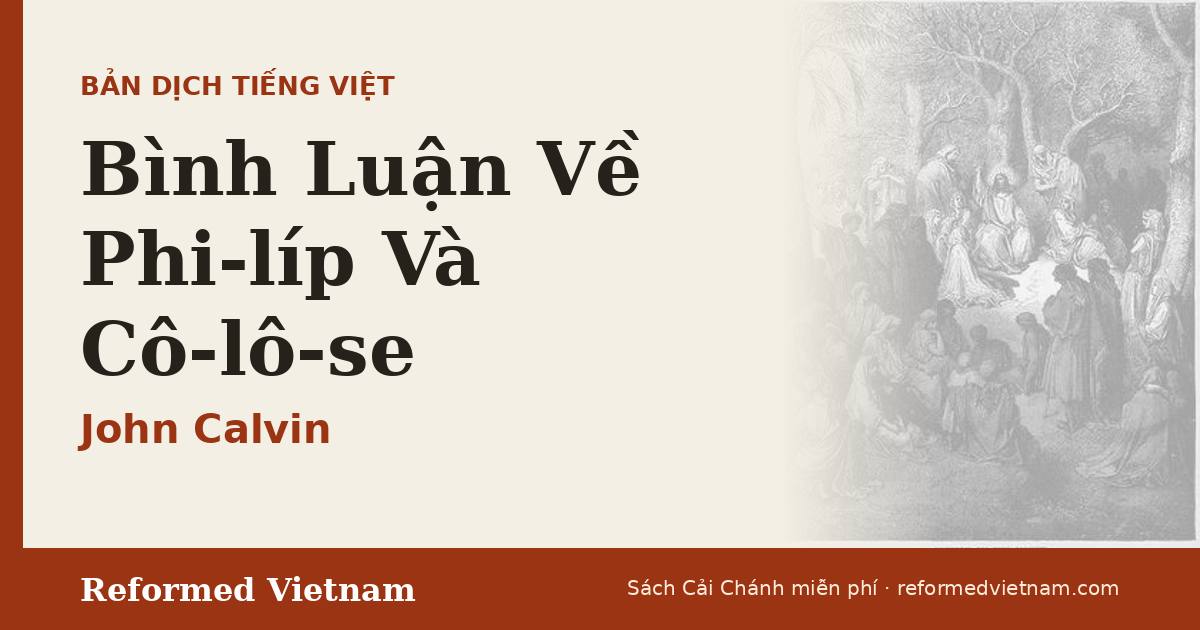 BẢN DỊCH TIẾNG VIỆT
Bình Luận Về
Phi-líp Và
Cô-lô-se
John Calvin
Reformed Vietnam
Sách Cải Chánh miễn phí · reformedvietnam.com